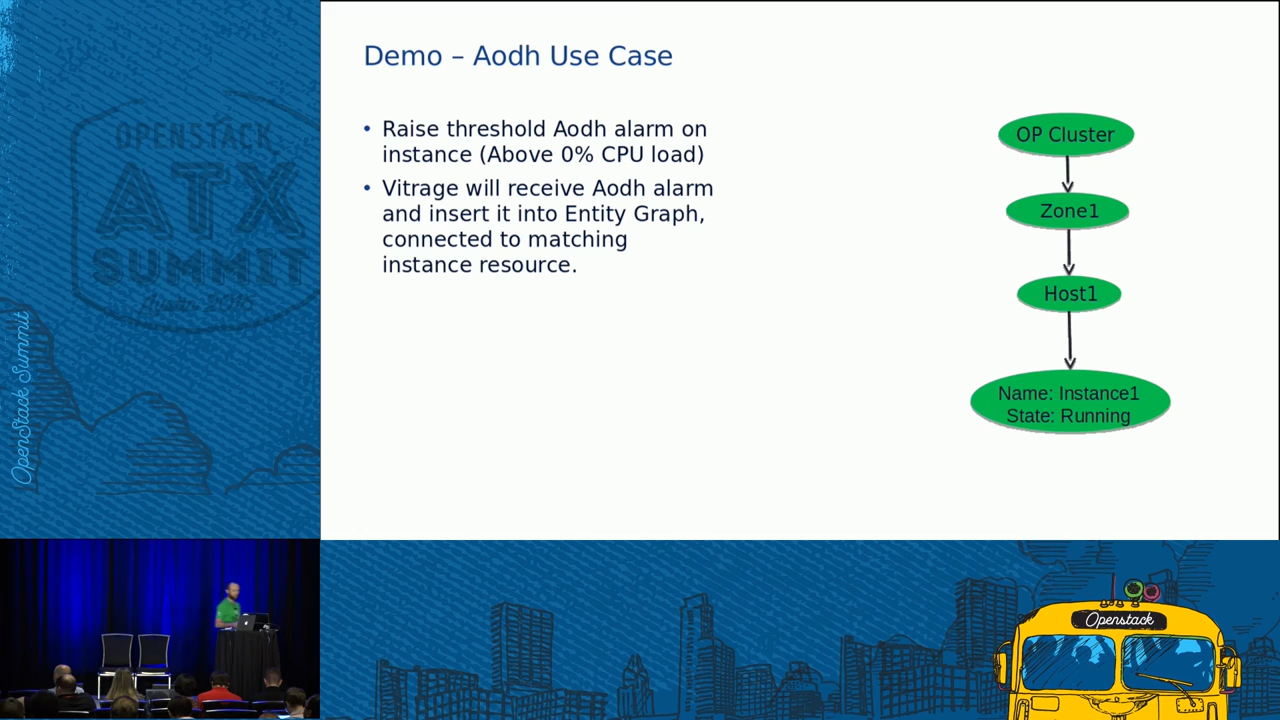 Demo – Aodh Use Case
• Raise threshold Aodh alarm on
instance (Above 0% CPU load)
• Vitrage will receive Aodh alarm
and insert it into Entity Graph,
connected to matching
instance resource.
OP Cluster
Zone1
Host1
Name: Instance1
State: Running
OPENSTACK
ATX
SUMMIT
Austin 2016
OpenStack Summit
Openstack